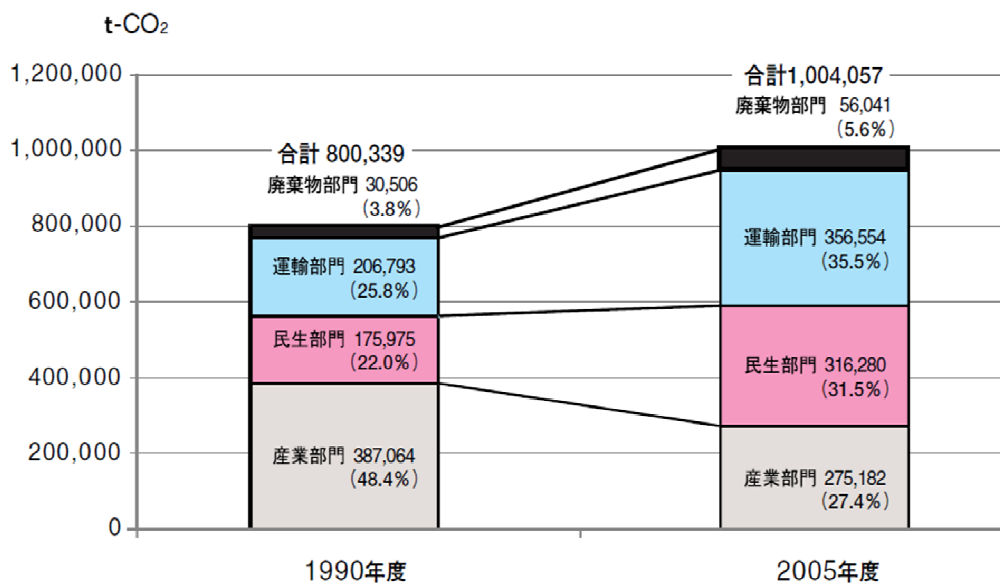 t-CO₂
1,200,000
1,000,000
800,000
600,000
400,000
200,000
0
合計 800,339
廃棄物部門 30,506
(3.8%)
運輸部門 206,793
(25.8%)
民生部門 175,975
(22.0%)
産業部門 387,064
(48.4%)
1990年度
合計1,004,057
廃棄物部門 56,041
(5.6%)
運輸部門 356,554
(35.5%)
民生部門 316,280
(31.5%)
産業部門 275,182
(27.4%)
2005年度